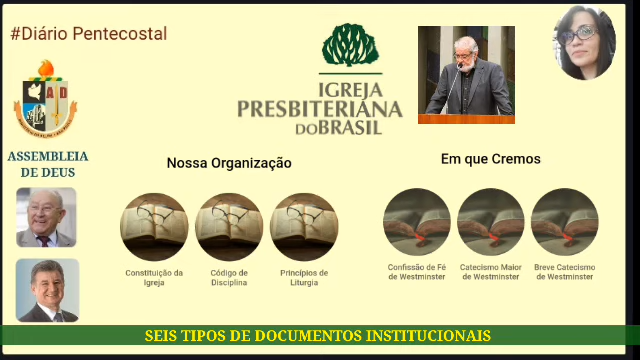 #Diário Pentecostal
AD
ASSEMBLEIA
DE DEUS
IGREJA
PRESBITERIANA
DO BRASIL
Nossa Organização
Constituição da
Igreja
Código de
Disciplina
Princípios de
Liturgia
Em que Cremos
Confissão de Fé
de Westminster
Catecismo Maior
de Westminster
Breve Catecismo
de Westminster
SEIS TIPOS DE DOCUMENTOS INSTITUCIONAIS